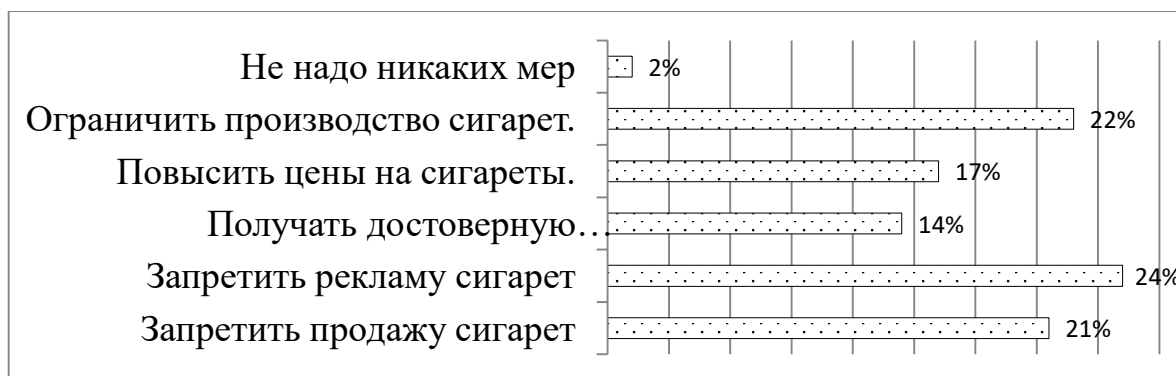 Не надо никаких мер 2%
Ограничить производство сигарет. 22%
Повысить цены на сигареты. 17%
Получать достоверную… 14%
Запретить рекламу сигарет 24%
Запретить продажу сигарет 21%